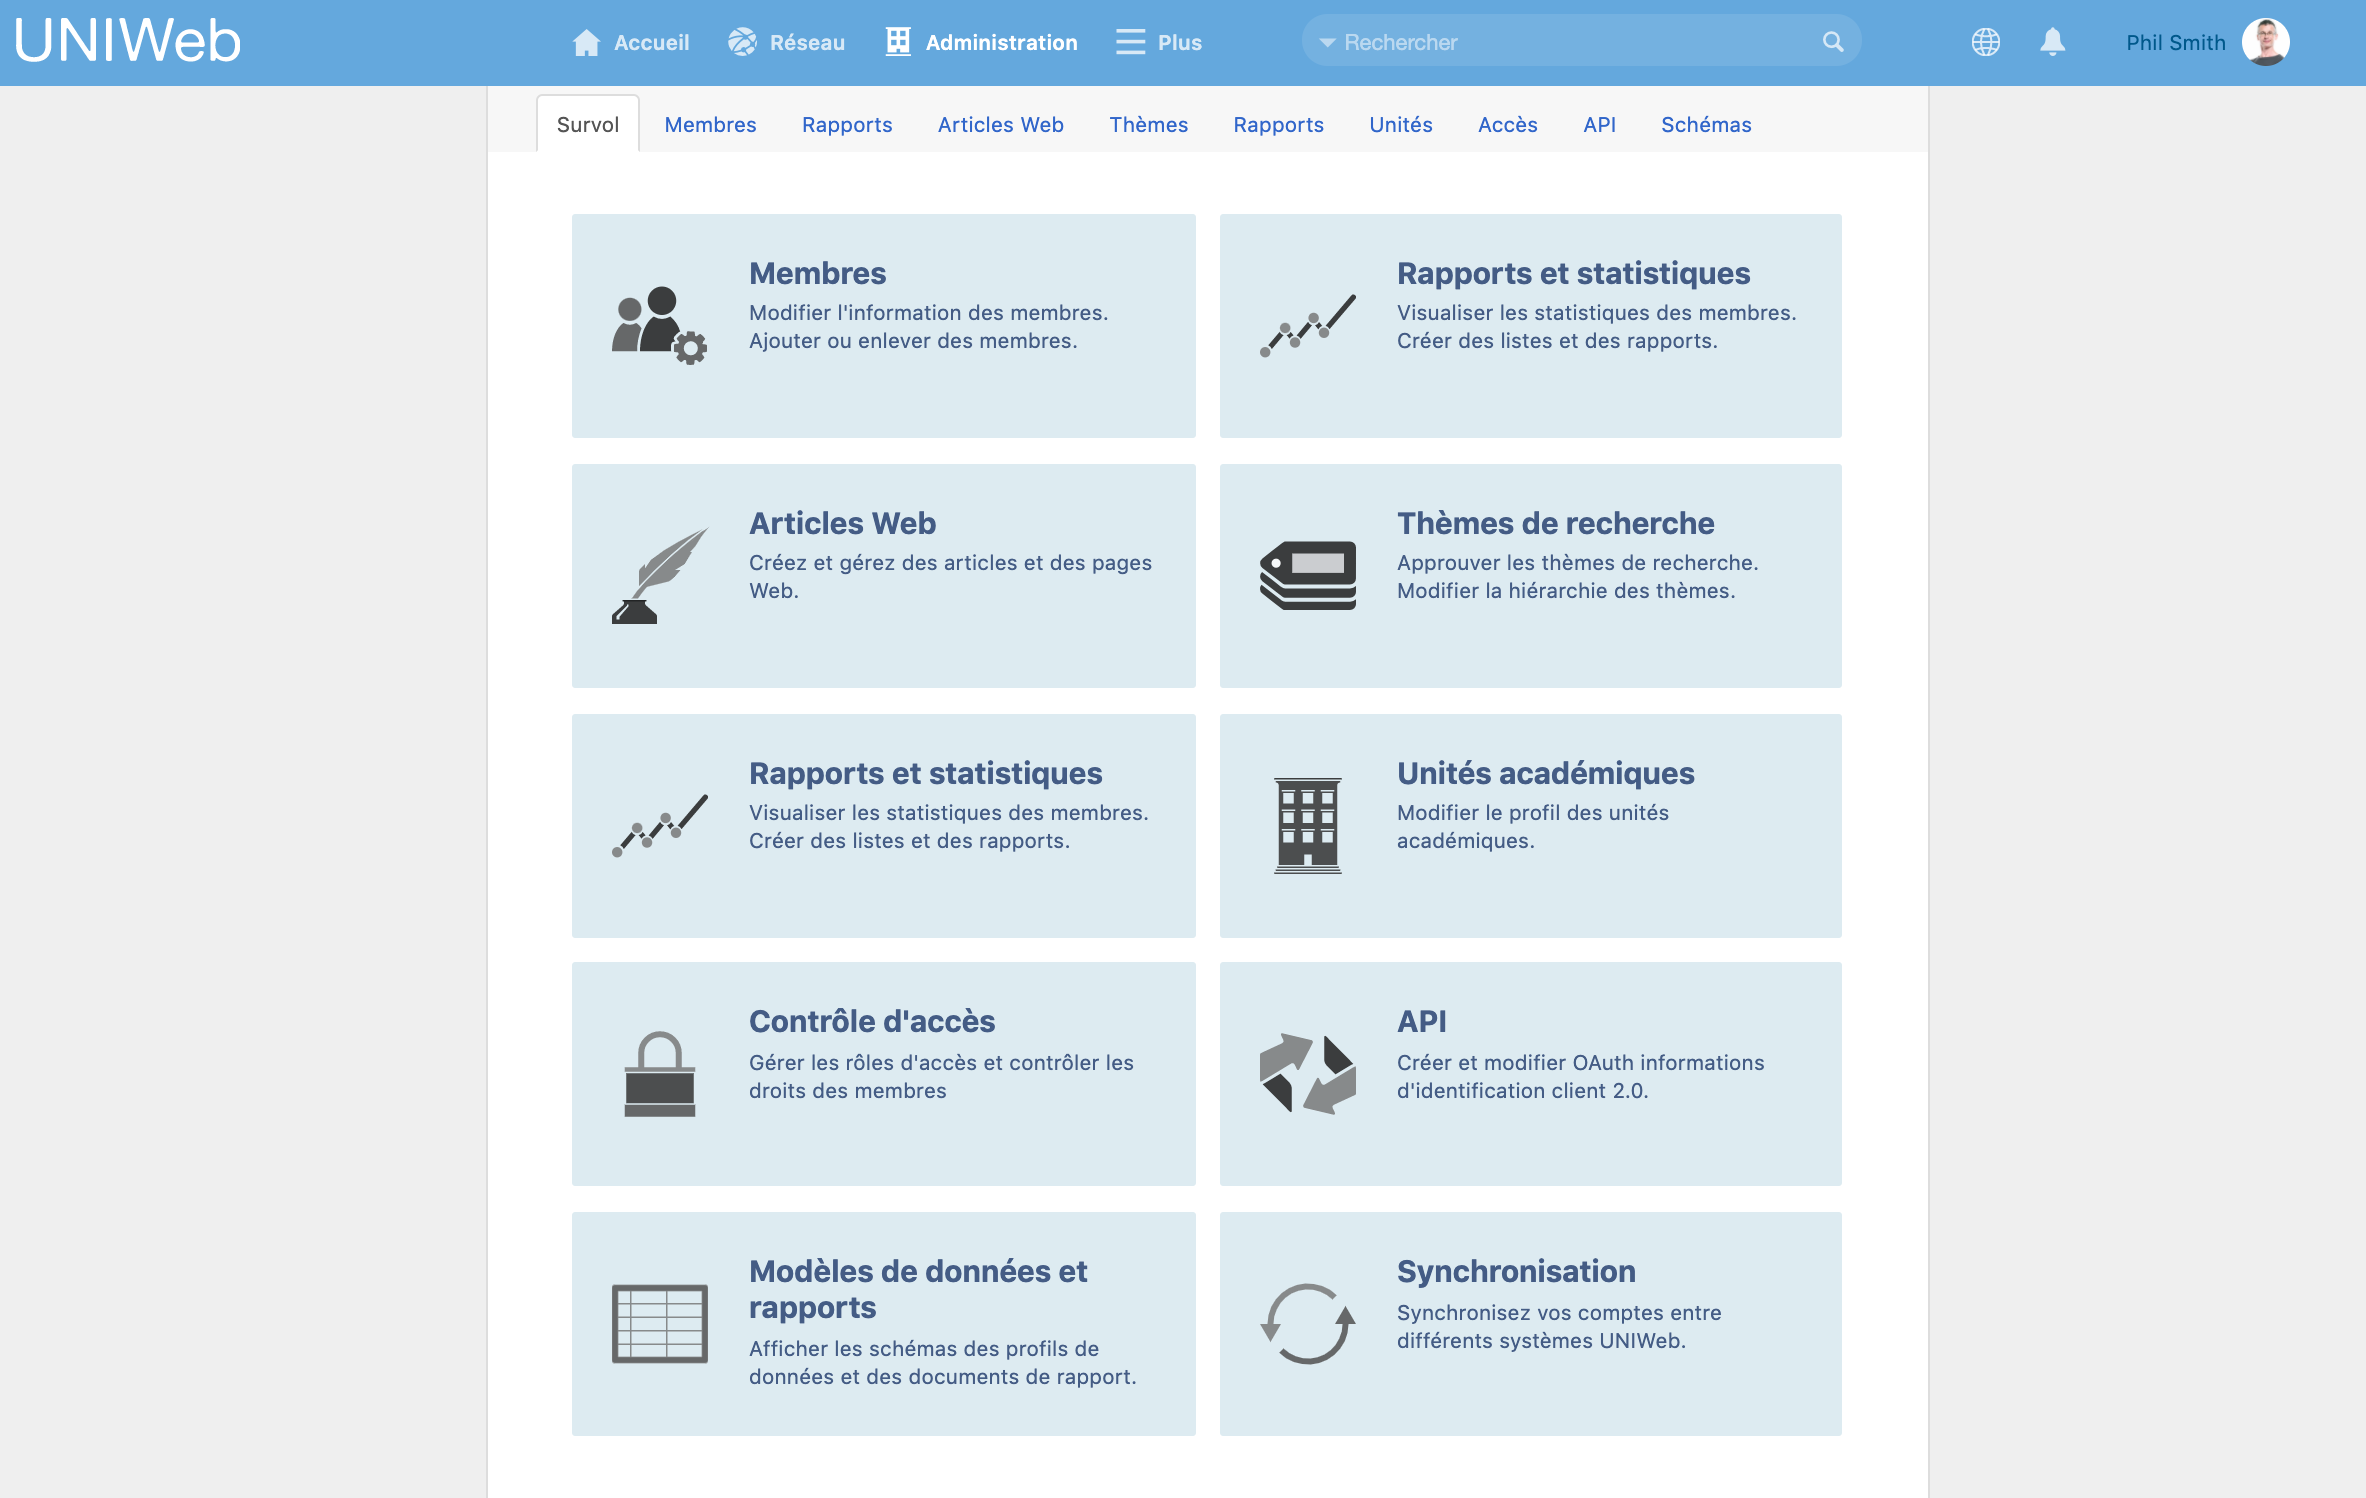 UNIWeb
Accueil Réseau Administration Plus Rechercher Phil Smith
Survol Membres Rapports Articles Web Thèmes Rapports Unités Accès API Schémas
Membres
Modifier l'information des membres.
Ajouter ou enlever des membres.
Rapports et statistiques
Visualiser les statistiques des membres.
Créer des listes et des rapports.
Articles Web
Créez et gérez des articles et des pages
Web.
Thèmes de recherche
Approuver les thèmes de recherche.
Modifier la hiérarchie des thèmes.
Rapports et statistiques
Visualiser les statistiques des membres.
Créer des listes et des rapports.
Unités académiques
Modifier le profil des unités
académiques.
Contrôle d'accès
Gérer les rôles d'accès et contrôler les
droits des membres
API
Créer et modifier OAuth informations
d'identification client 2.0.
Modèles de données et
rapports
Afficher les schémas des profils de
données et des documents de rapport.
Synchronisation
Synchronisez vos comptes entre
différents systèmes UNIWeb.